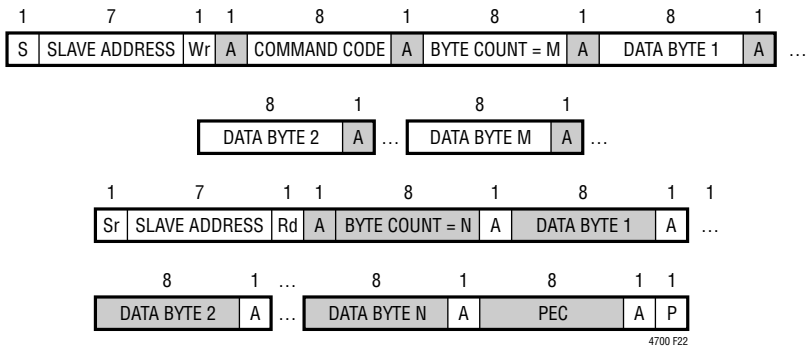 1 7 1 1 8 1 8 1 8 1
S SLAVE ADDRESS Wr A COMMAND CODE A BYTE COUNT = M A DATA BYTE 1 A …
8 1 8 1
DATA BYTE 2 A … DATA BYTE M A …
1 7 1 1 8 1 8 1 1
Sr SLAVE ADDRESS Rd A BYTE COUNT = N A DATA BYTE 1 A …
8 1 … 8 1 8 1 1
DATA BYTE 2 A … DATA BYTE N A PEC A P
4700 F22